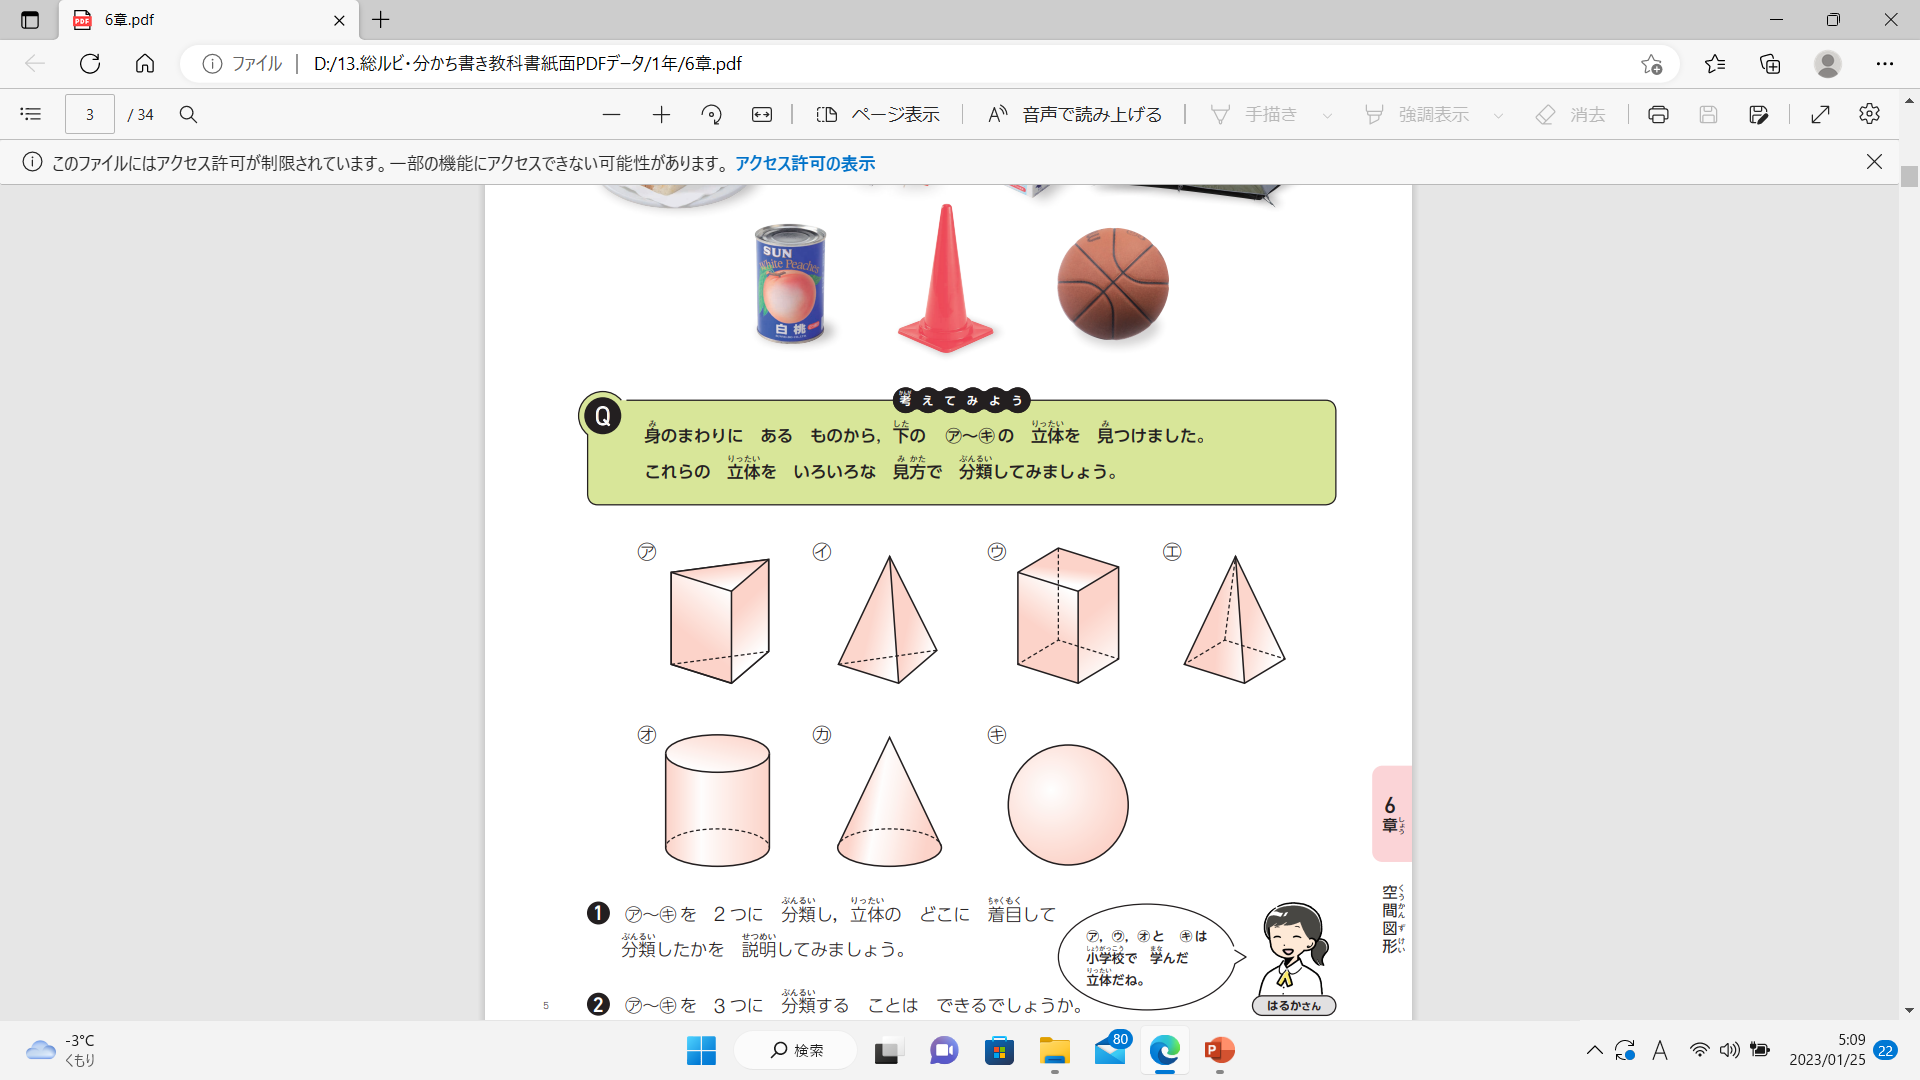 6章.pdf
ファイル
D:/13.総ルビ・分かち書き教科書紙面PDFデータ/1年/6章.pdf
3 / 34
ページ表示
音声で読み上げる
手描き
強調表示
消去
このファイルにはアクセス許可が制限されています。一部の機能にアクセスできない可能性があります。 アクセス許可の表示
SUN
White Peaches
白桃
考えてみよう
Q
身のまわりに ある ものから, 下の ㋐〜㋖の 立体を 見つけました。
これらの 立体を いろいろな 見方で 分類してみましょう。
㋐ ㋑ ㋒ ㋓
㋔ ㋕ ㋖
❶ ㋐〜㋖を 2つに 分類し, 立体の どこに 着目して
分類したかを 説明してみましょう。
㋐, ㋒, ㋔と ㋖は
小学校で 学んだ
立体だね。
はるかさん
5
❷ ㋐〜㋖を 3つに 分類する ことは できるでしょうか。
6章
空間図形
-3°C
くもり
検索
80
A
5:09
2023/01/25
22